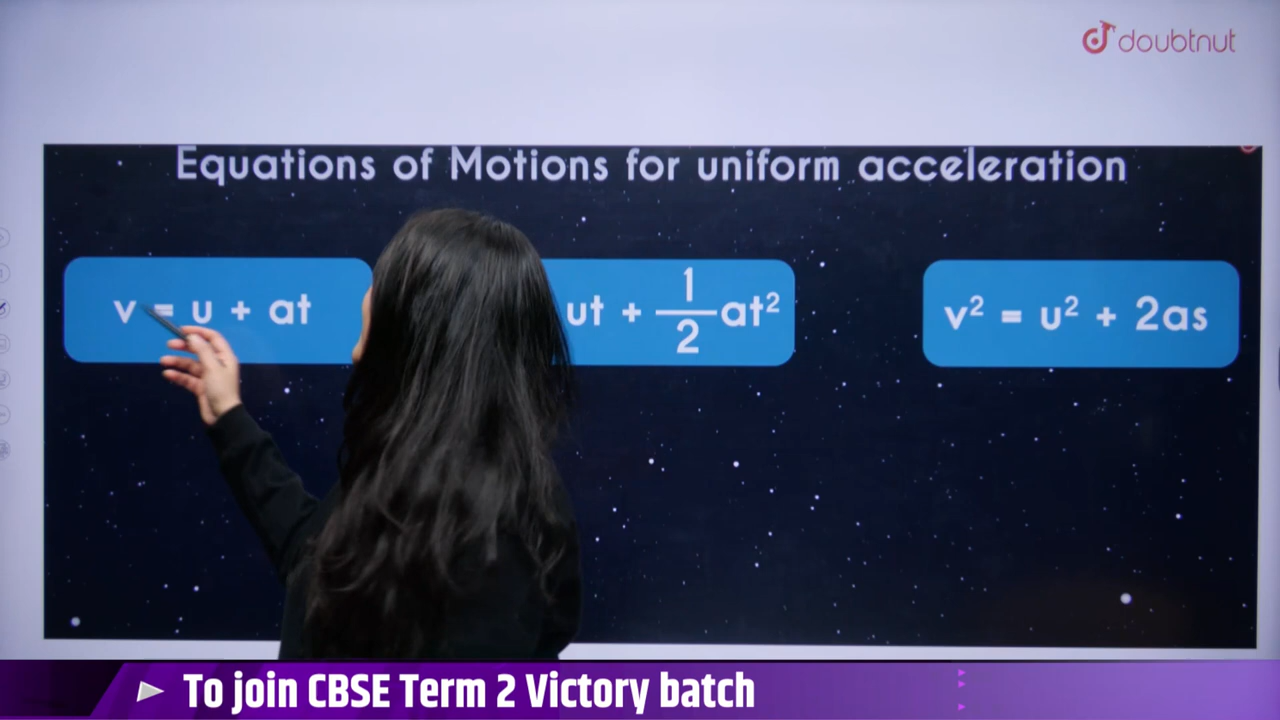 doubtnut
Equations of Motions for uniform acceleration
v = u + at
ut + 1/2 at²
v² = u² + 2as
To join CBSE Term 2 Victory batch